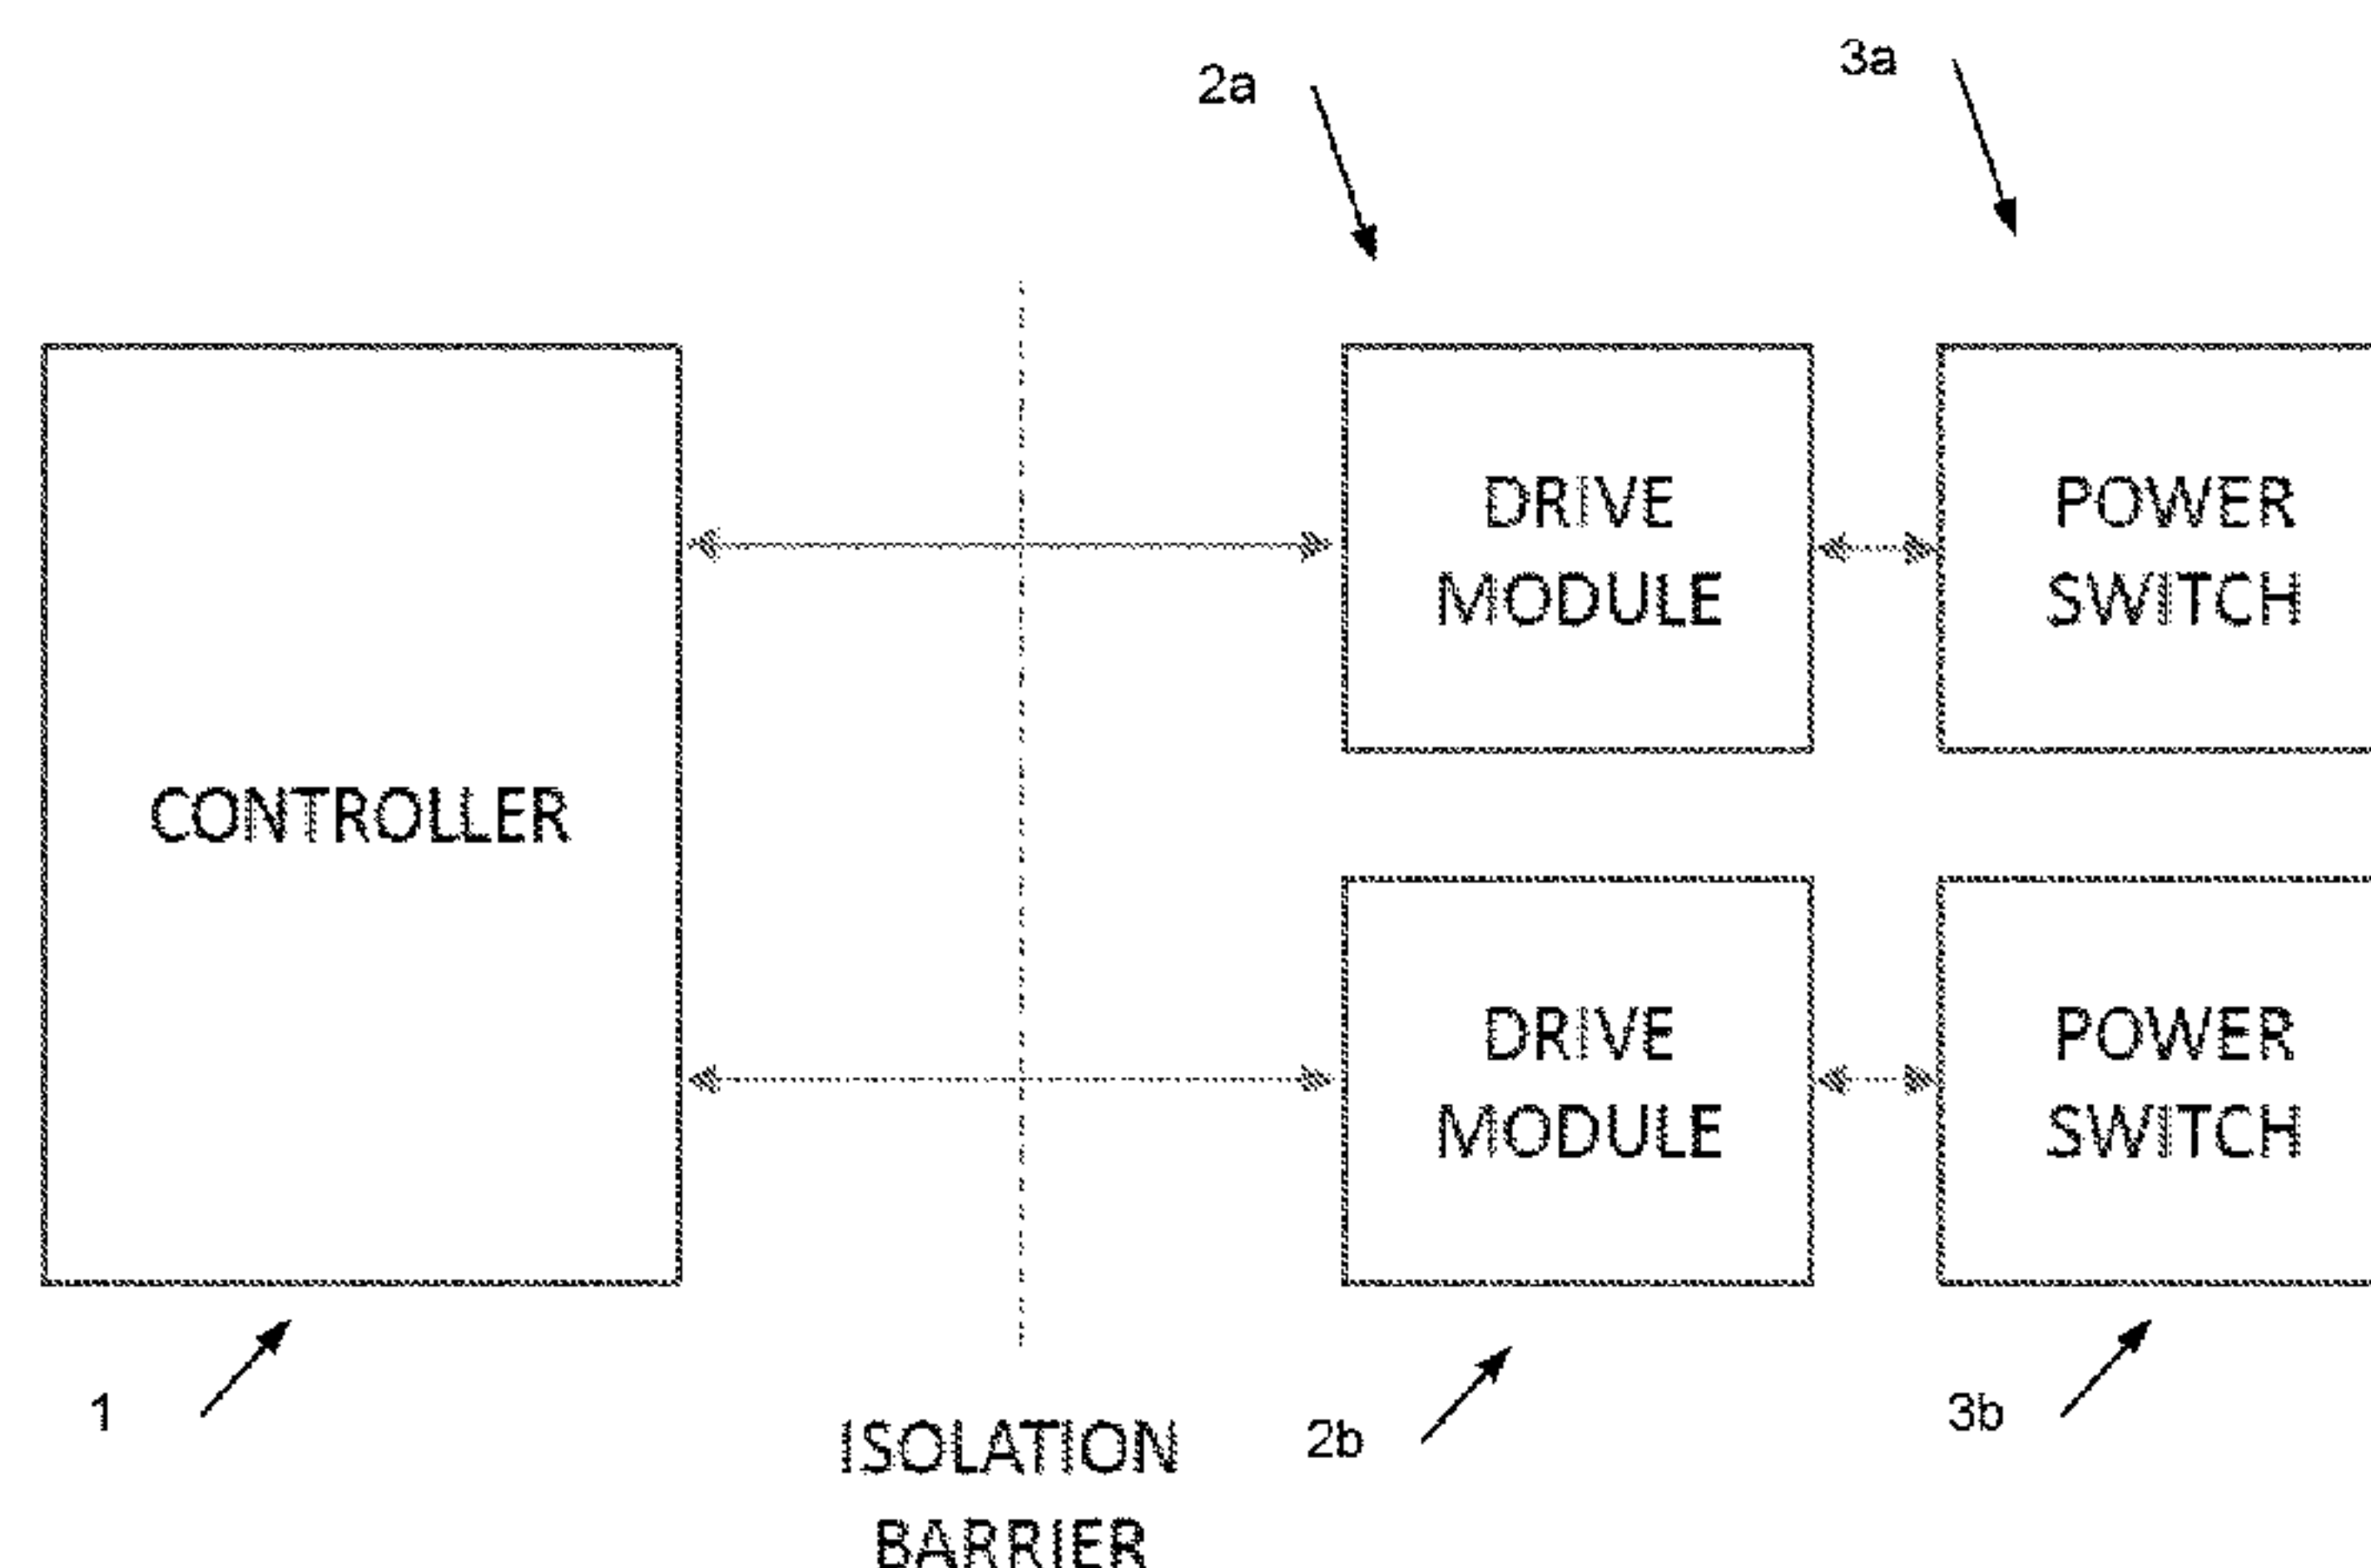 2a
3a
DRIVE
MODULE
POWER
SWITCH
CONTROLLER
DRIVE
MODULE
POWER
SWITCH
1
ISOLATION
BARRIER
2b
3b